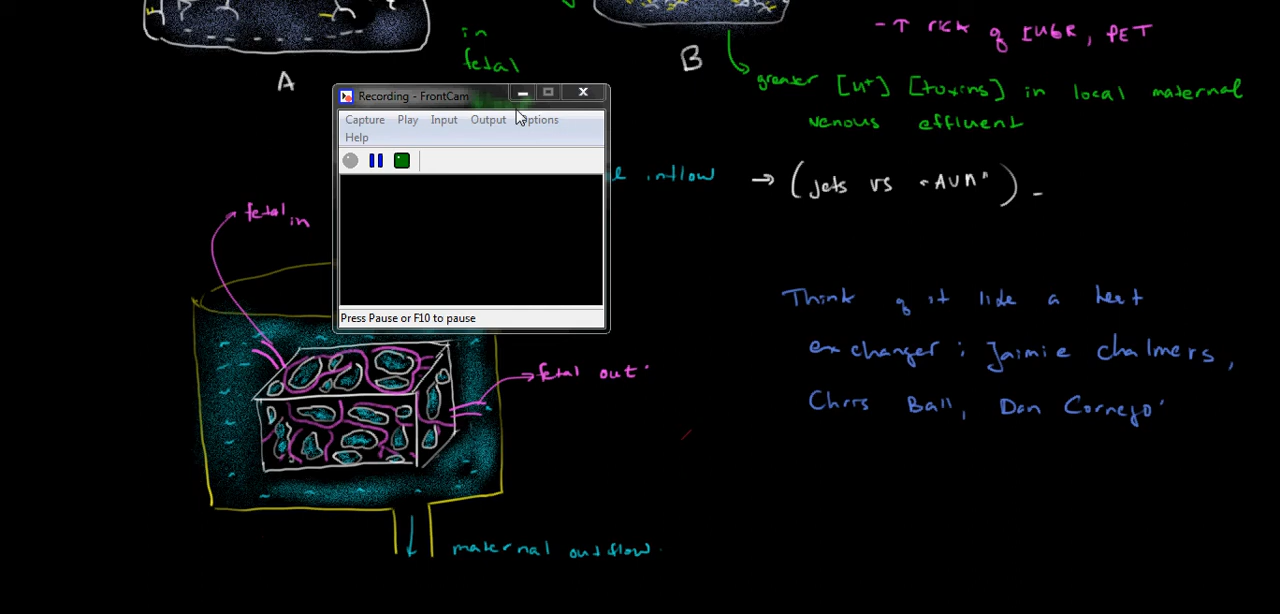 - ↑ risk of IUGR, PET
in
fetal
A
B
greater [H+] [toxins] in local maternal
venous effluent
Recording - FrontCam
Capture Play Input Output Options
Help
inflow → (Jets vs "AVM") -
fetal in
Press Pause or F10 to pause
Think of it like a heat
exchanger; Jaimie Chalmers,
fetal out
Chris Ball, Dan Cornejo
maternal outflow.